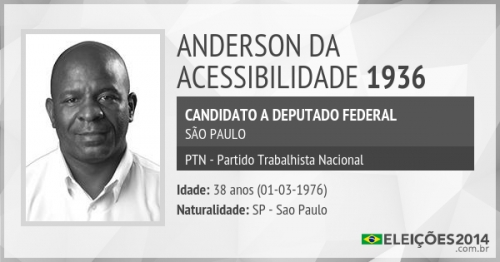 ANDERSON DA
ACESSIBILIDADE 1936
CANDIDATO A DEPUTADO FEDERAL
SÃO PAULO
PTN - Partido Trabalhista Nacional
Idade: 38 anos (01-03-1976)
Naturalidade: SP - Sao Paulo
ELEIÇÕES2014
.com.br